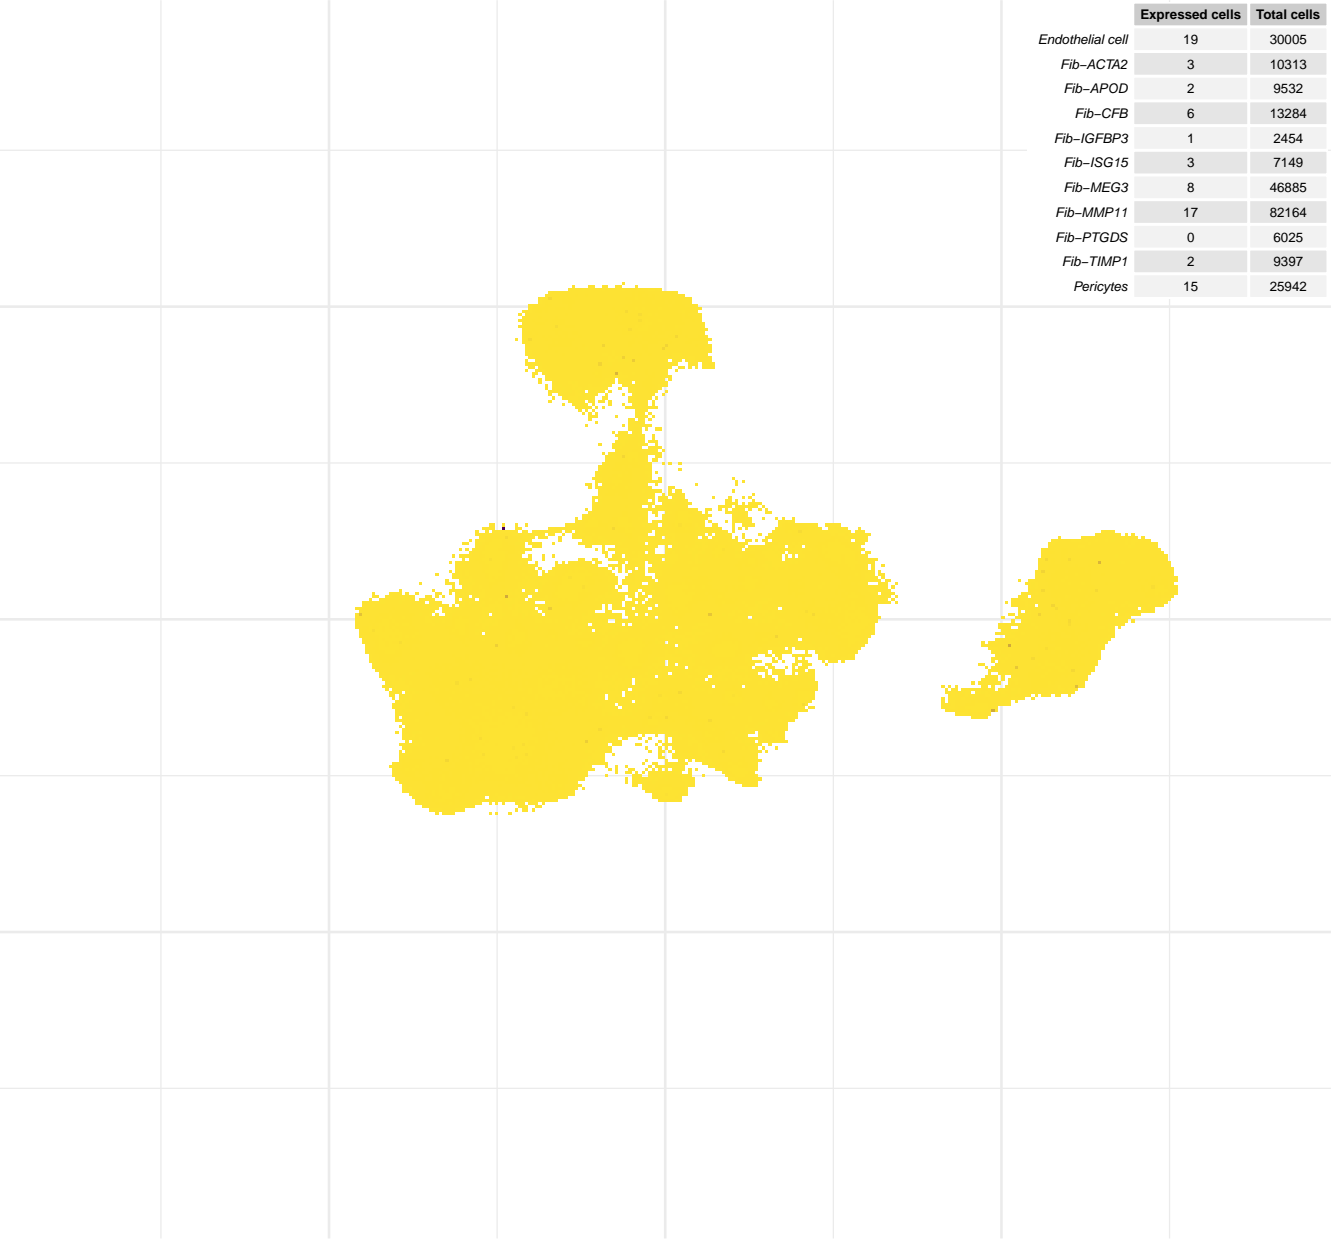 Expressed cells Total cells
Endothelial cell 19 30005
Fib−ACTA2 3 10313
Fib−APOD 2 9532
Fib−CFB 6 13284
Fib−IGFBP3 1 2454
Fib−ISG15 3 7149
Fib−MEG3 8 46885
Fib−MMP11 17 82164
Fib−PTGDS 0 6025
Fib−TIMP1 2 9397
Pericytes 15 25942